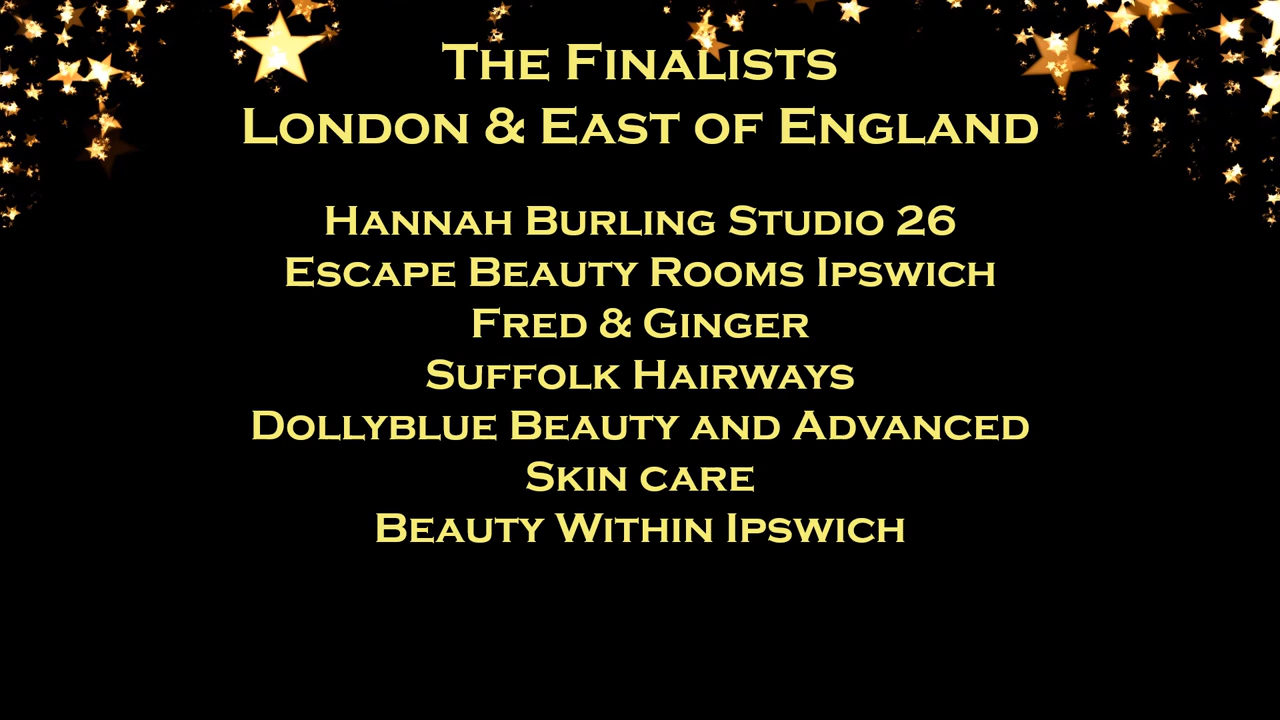 The Finalists
London & East of England
Hannah Burling Studio 26
Escape Beauty Rooms Ipswich
Fred & Ginger
Suffolk Hairways
Dollyblue Beauty and Advanced
Skin care
Beauty Within Ipswich